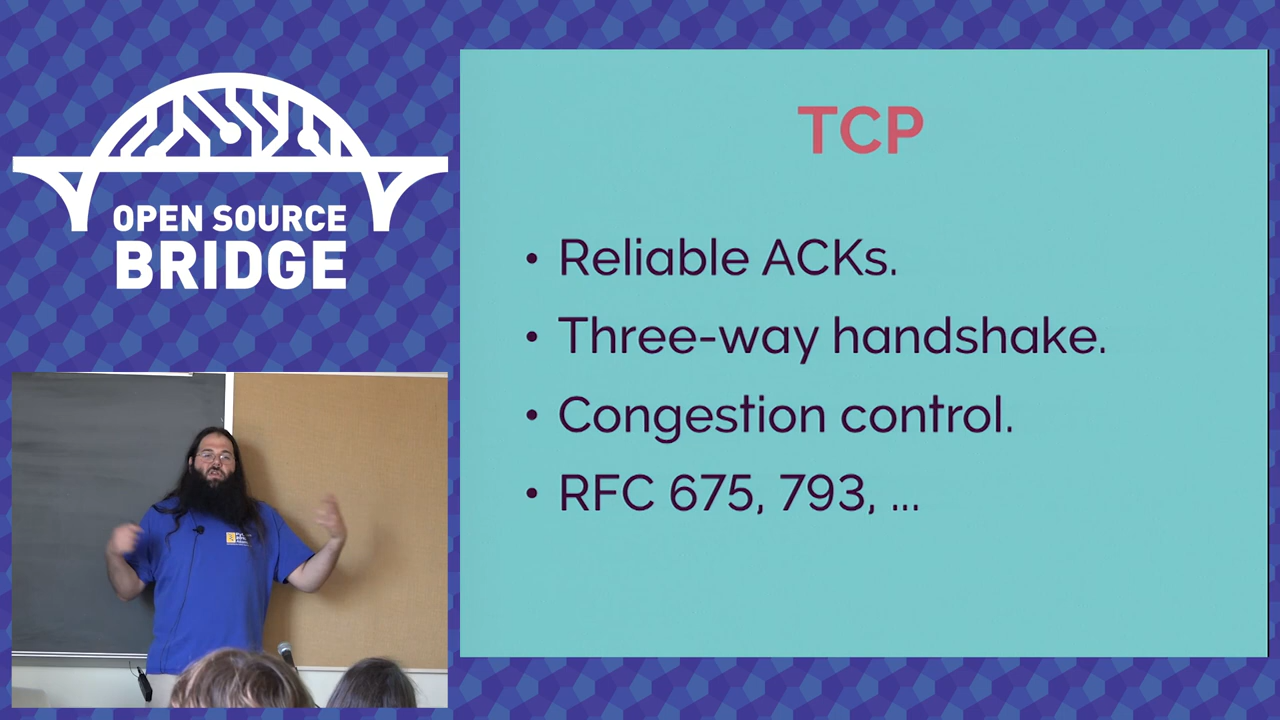 OPEN SOURCE
BRIDGE
TCP
• Reliable ACKs.
• Three-way handshake.
• Congestion control.
• RFC 675, 793, ...